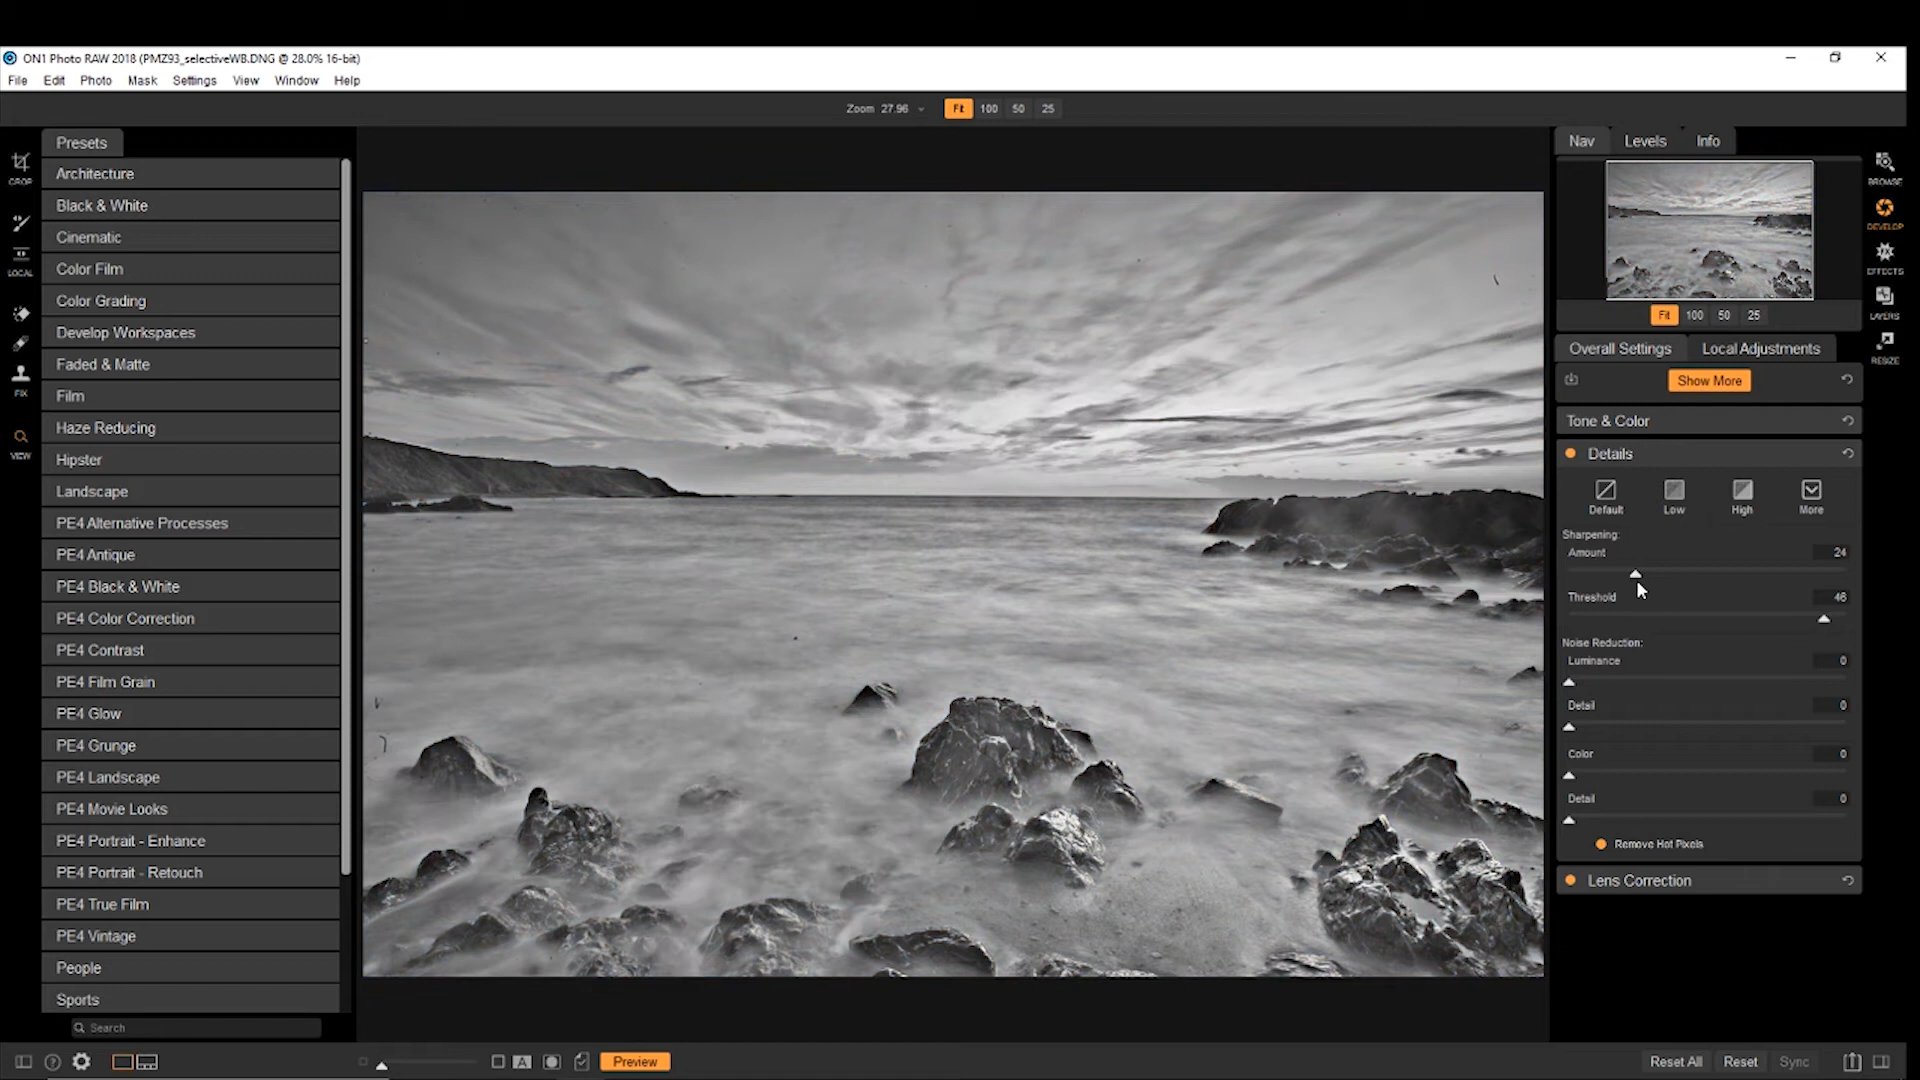 ON1 Photo RAW 2018 (PMZ93_selectiveWB.DNG @ 28.0% 16-bit)
File Edit Photo Mask Settings View Window Help
Zoom 27.96 Fit 100 50 25
Presets
Architecture
Black & White
Cinematic
Color Film
Color Grading
Develop Workspaces
Faded & Matte
Film
Haze Reducing
Hipster
Landscape
PE4 Alternative Processes
PE4 Antique
PE4 Black & White
PE4 Color Correction
PE4 Contrast
PE4 Film Grain
PE4 Glow
PE4 Grunge
PE4 Landscape
PE4 Movie Looks
PE4 Portrait - Enhance
PE4 Portrait - Retouch
PE4 True Film
PE4 Vintage
People
Sports
Search
CROP
LOCAL
FIX
VIEW
Nav Levels Info
Fit 100 50 25
Overall Settings Local Adjustments
Show More
Tone & Color
Details
Default Low High More
Sharpening:
Amount 24
Threshold 46
Noise Reduction:
Luminance 0
Detail 0
Color 0
Detail 0
Remove Hot Pixels
Lens Correction
BROWSE
DEVELOP
EFFECTS
LAYERS
RESIZE
A Preview
Reset All Reset Sync